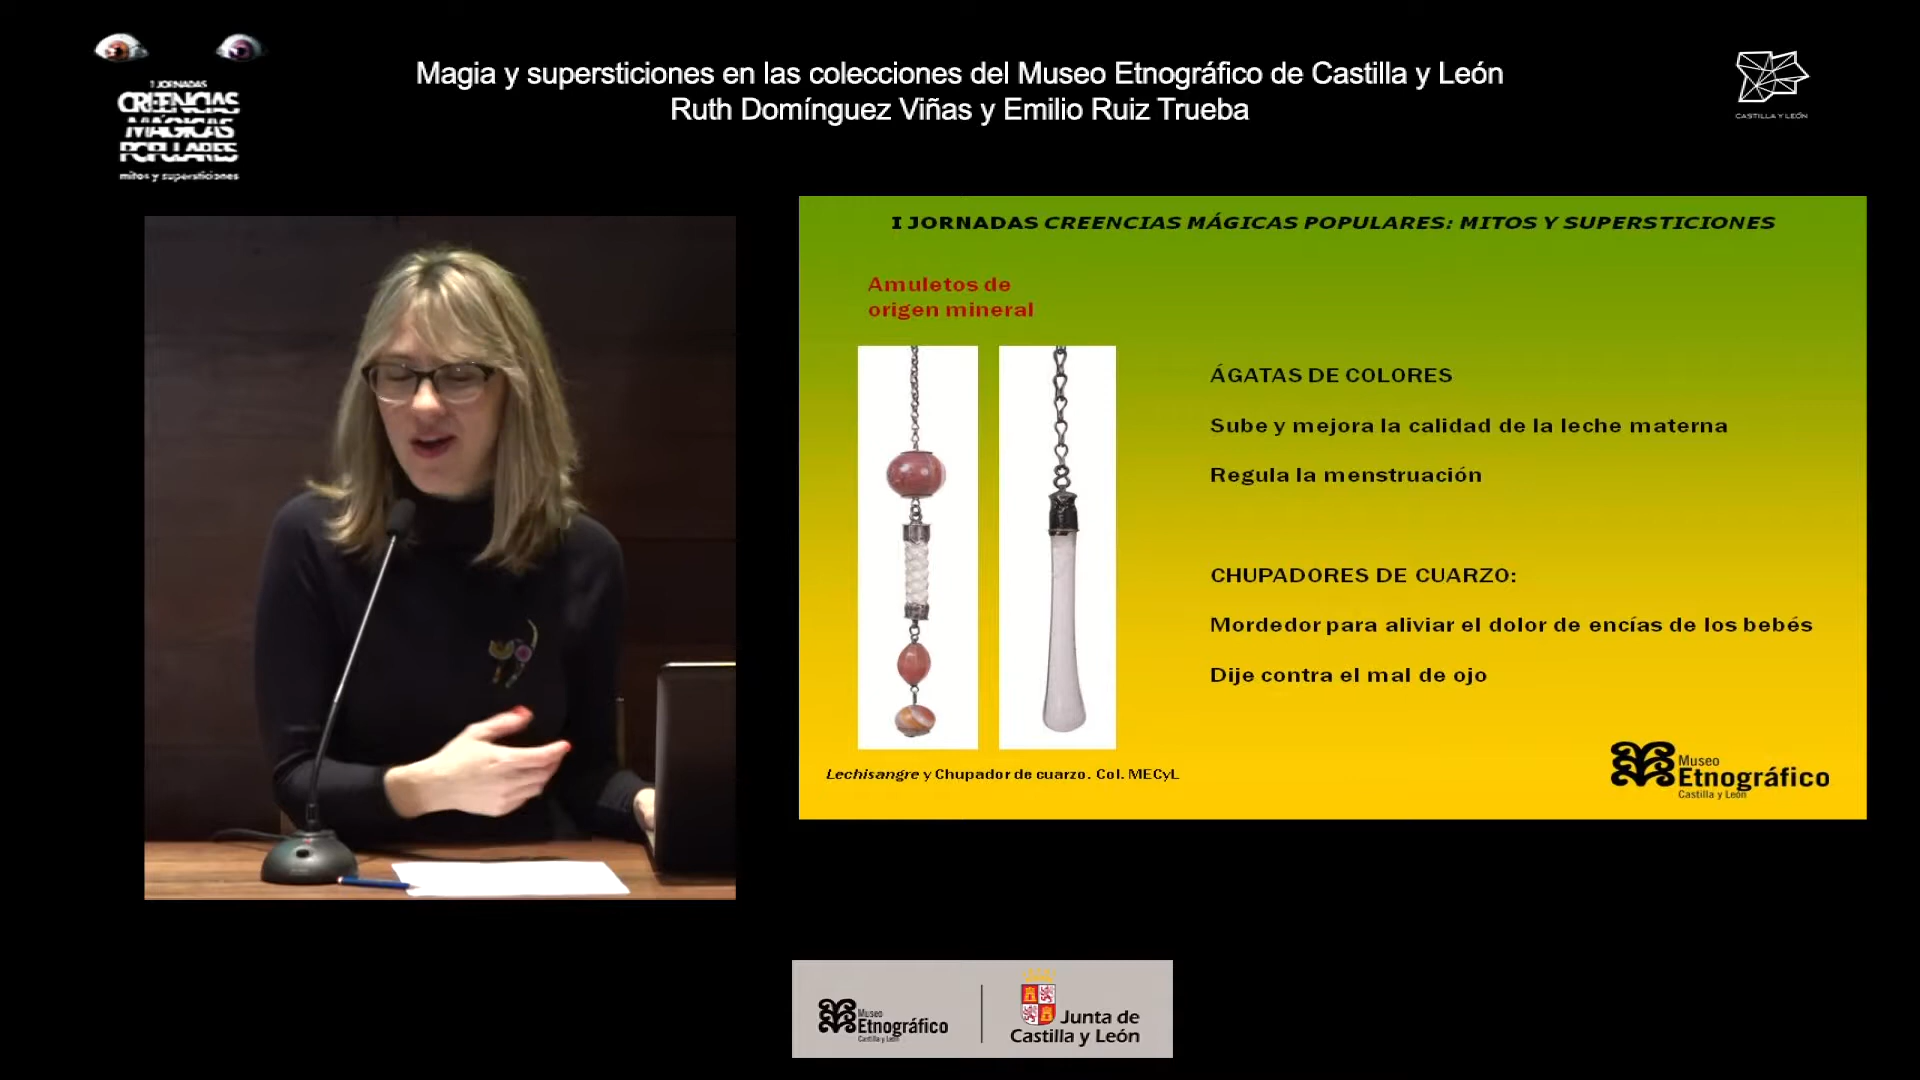 I JORNADAS
CREENCIAS
MÁGICAS
POPULARES
mitos y supersticiones
Magia y supersticiones en las colecciones del Museo Etnográfico de Castilla y León
Ruth Domínguez Viñas y Emilio Ruiz Trueba
CASTILLA Y LEÓN
I JORNADAS CREENCIAS MÁGICAS POPULARES: MITOS Y SUPERSTICIONES
Amuletos de
origen mineral
ÁGATAS DE COLORES
Sube y mejora la calidad de la leche materna
Regula la menstruación
CHUPADORES DE CUARZO:
Mordedor para aliviar el dolor de encías de los bebés
Dije contra el mal de ojo
Lechisangre y Chupador de cuarzo. Col. MECyL
Museo
Etnográfico
Castilla y León
Museo
Etnográfico
Castilla y León
Junta de
Castilla y León